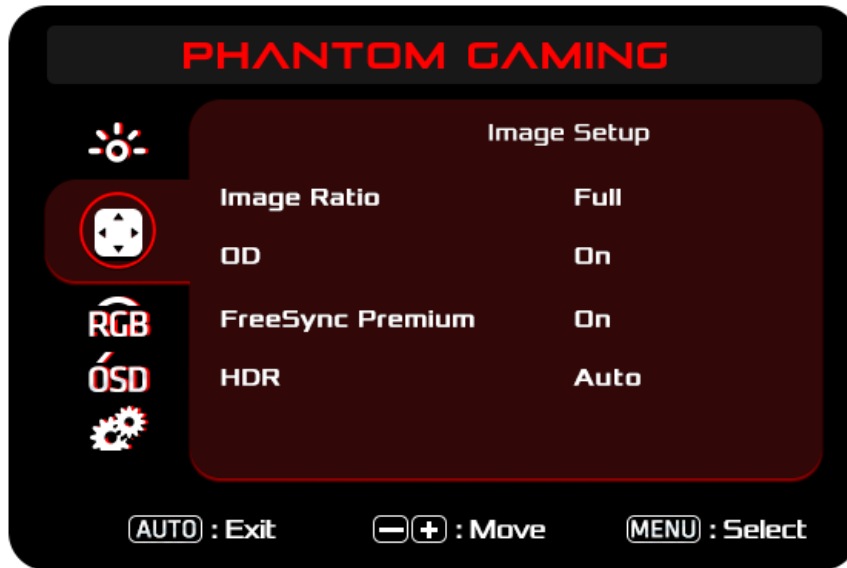 PHANTOM GAMING
Image Setup
Image Ratio Full
OD On
RGB
FreeSync Premium On
OSD
HDR Auto
AUTO : Exit - + : Move MENU : Select